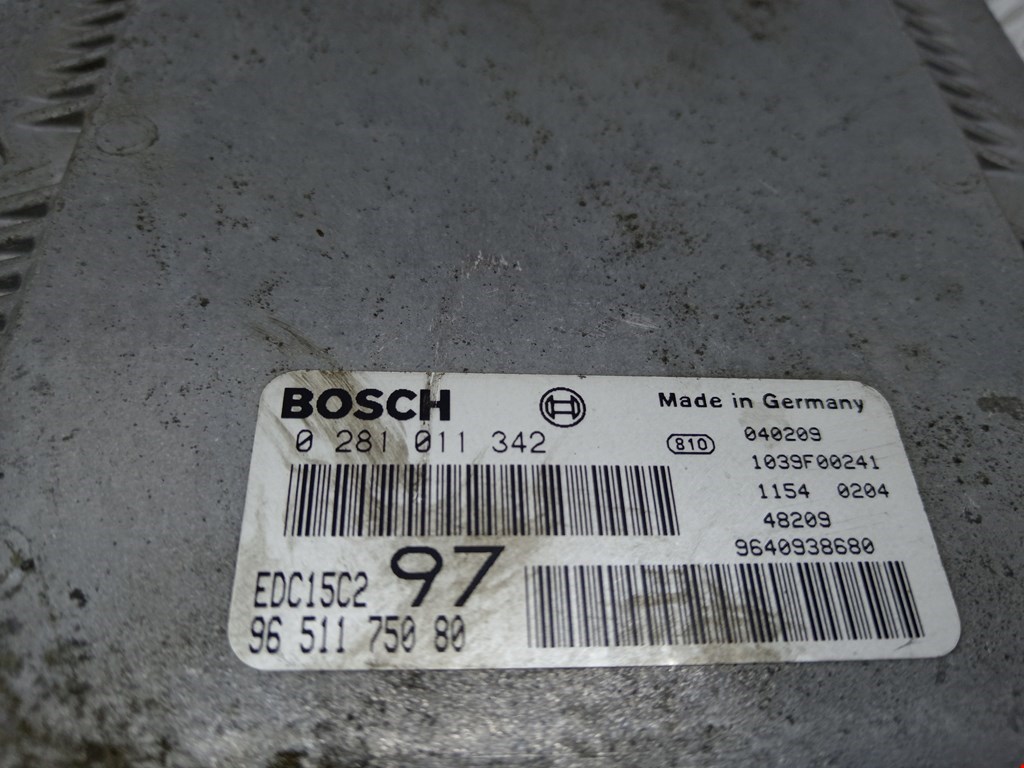 BOSCH
Made in Germany
0 281 011 342
810
040209
1039F00241
1154 0204
48209
9640938680
EDC15C2
97
96 511 750 80